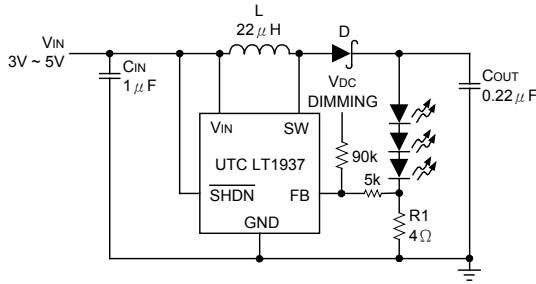 L
22μH
D
VIN
3V ~ 5V
CIN
1μF
VDC
DIMMING
COUT
0.22μF
VIN
SW
UTC LT1937
90k
5k
SHDN
FB
GND
R1
4Ω